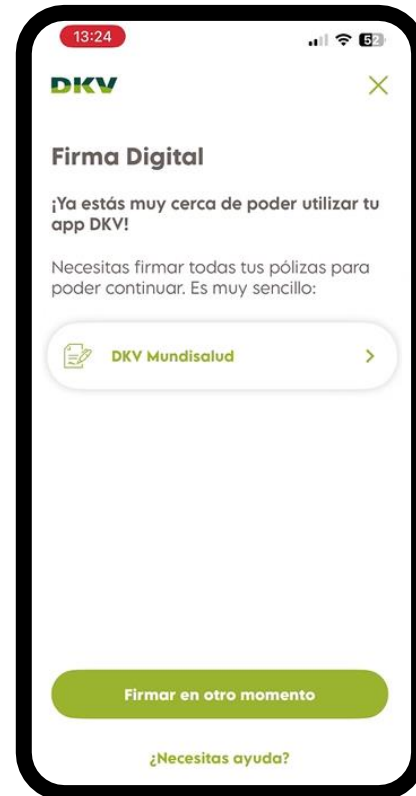 13:24
52
DKV
Firma Digital
¡Ya estás muy cerca de poder utilizar tu
app DKV!
Necesitas firmar todas tus pólizas para
poder continuar. Es muy sencillo:
DKV Mundisalud
Firmar en otro momento
¿Necesitas ayuda?